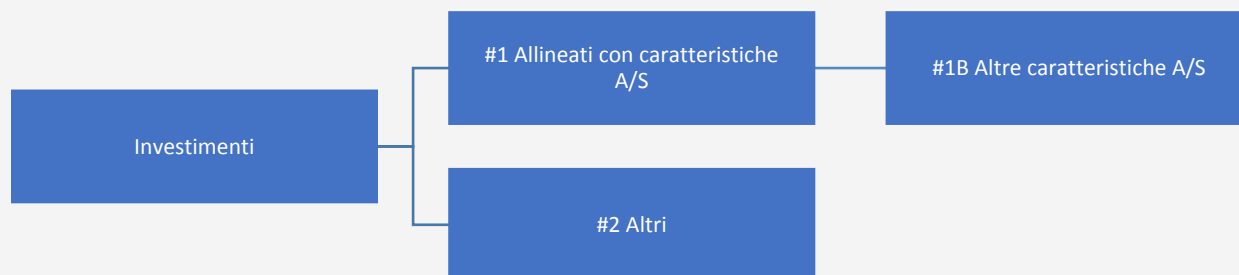 #1 Allineati con caratteristiche
A/S
#1B Altre caratteristiche A/S
Investimenti
#2 Altri